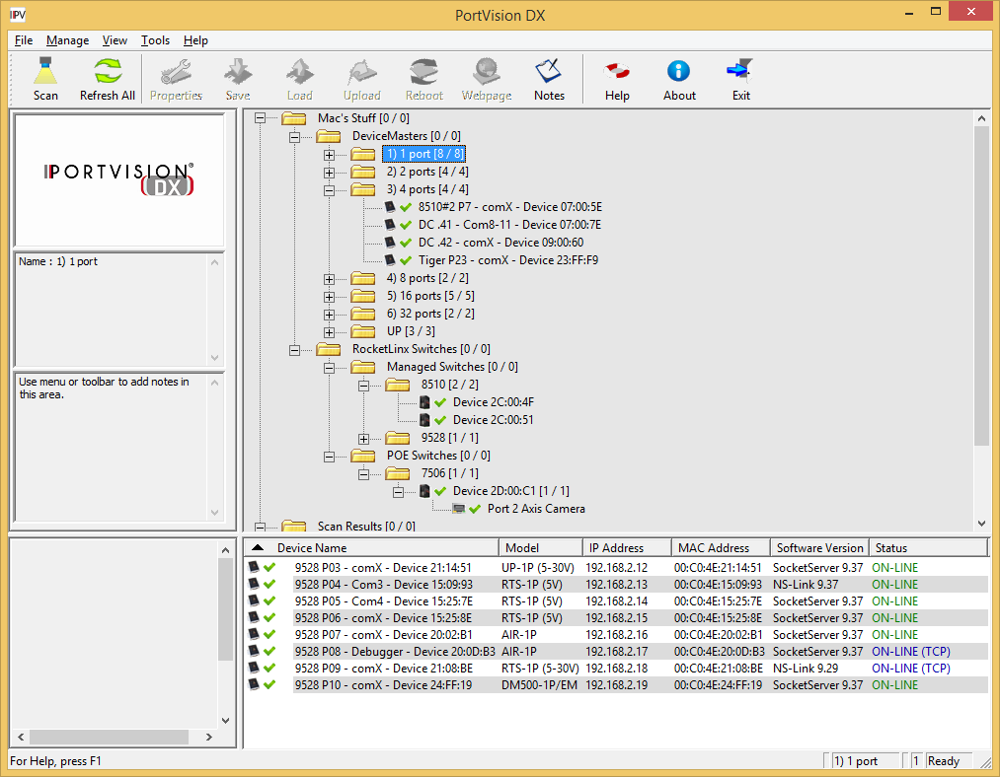 IPV
PortVision DX
File Manage View Tools Help
Scan Refresh All Properties Save Load Upload Reboot Webpage Notes Help About Exit
PORTVISION® DX
Name : 1) 1 port
Use menu or toolbar to add notes in
this area.
Mac's Stuff [0 / 0]
DeviceMasters [0 / 0]
1) 1 port [8 / 8]
2) 2 ports [4 / 4]
3) 4 ports [4 / 4]
8510#2 P7 - comX - Device 07:00:5E
DC .41 - Com8-11 - Device 07:00:7E
DC .42 - comX - Device 09:00:60
Tiger P23 - comX - Device 23:FF:F9
4) 8 ports [2 / 2]
5) 16 ports [5 / 5]
6) 32 ports [2 / 2]
UP [3 / 3]
RocketLinx Switches [0 / 0]
Managed Switches [0 / 0]
8510 [2 / 2]
Device 2C:00:4F
Device 2C:00:51
9528 [1 / 1]
POE Switches [0 / 0]
7506 [1 / 1]
Device 2D:00:C1 [1 / 1]
Port 2 Axis Camera
Scan Results [0 / 0]
Device Name Model IP Address MAC Address Software Version Status
9528 P03 - comX - Device 21:14:51 UP-1P (5-30V) 192.168.2.12 00:C0:4E:21:14:51 SocketServer 9.37 ON-LINE
9528 P04 - Com3 - Device 15:09:93 RTS-1P (5V) 192.168.2.13 00:C0:4E:15:09:93 NS-Link 9.37 ON-LINE
9528 P05 - Com4 - Device 15:25:7E RTS-1P (5V) 192.168.2.14 00:C0:4E:15:25:7E SocketServer 9.37 ON-LINE
9528 P06 - comX - Device 15:25:8E RTS-1P (5V) 192.168.2.15 00:C0:4E:15:25:8E SocketServer 9.37 ON-LINE
9528 P07 - comX - Device 20:02:B1 AIR-1P 192.168.2.16 00:C0:4E:20:02:B1 SocketServer 9.37 ON-LINE
9528 P08 - Debugger - Device 20:0D:B3 AIR-1P 192.168.2.17 00:C0:4E:20:0D:B3 SocketServer 9.37 ON-LINE (TCP)
9528 P09 - comX - Device 21:08:BE RTS-1P (5-30V) 192.168.2.18 00:C0:4E:21:08:BE NS-Link 9.29 ON-LINE (TCP)
9528 P10 - comX - Device 24:FF:19 DM500-1P/EM 192.168.2.19 00:C0:4E:24:FF:19 SocketServer 9.37 ON-LINE
For Help, press F1 1) 1 port 1 Ready